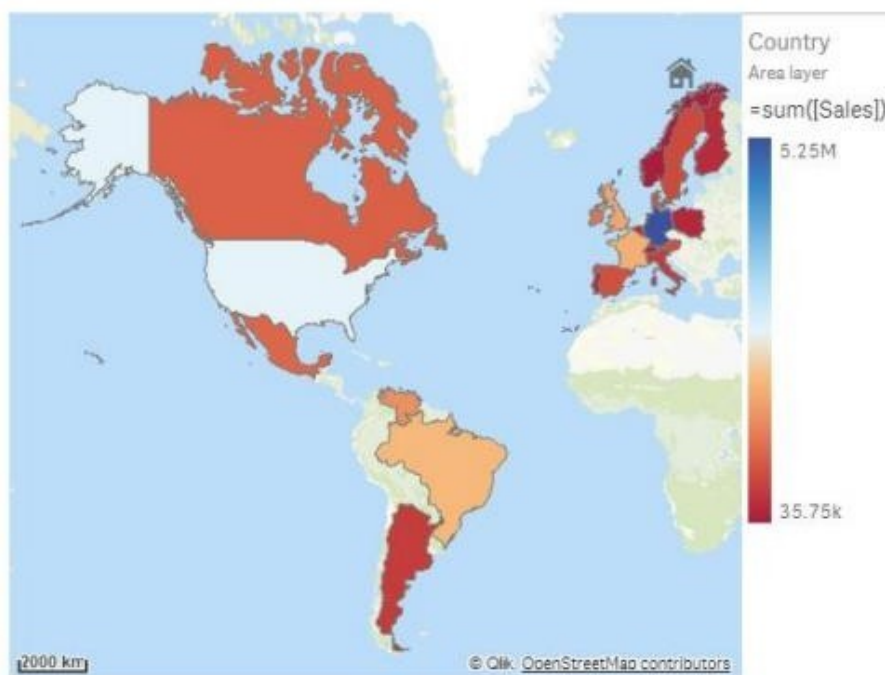 Country
Area layer
=sum([Sales])
5.25M
35.75k
2000 km
© Qlik, OpenStreetMap contributors